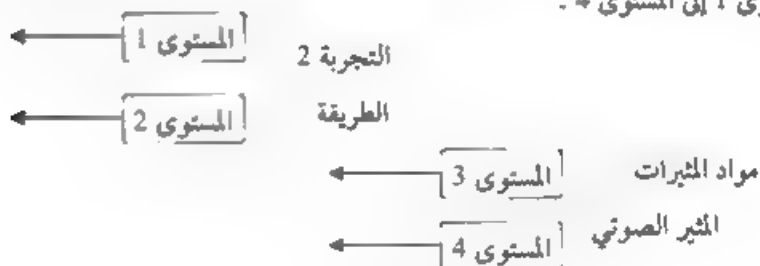 وى 1 إلى المستوى 4 .
التجربة 2 المستوى 1
الطريقة المستوى 2
مواد المثيرات المستوى 3
المثير الصوتي المستوى 4